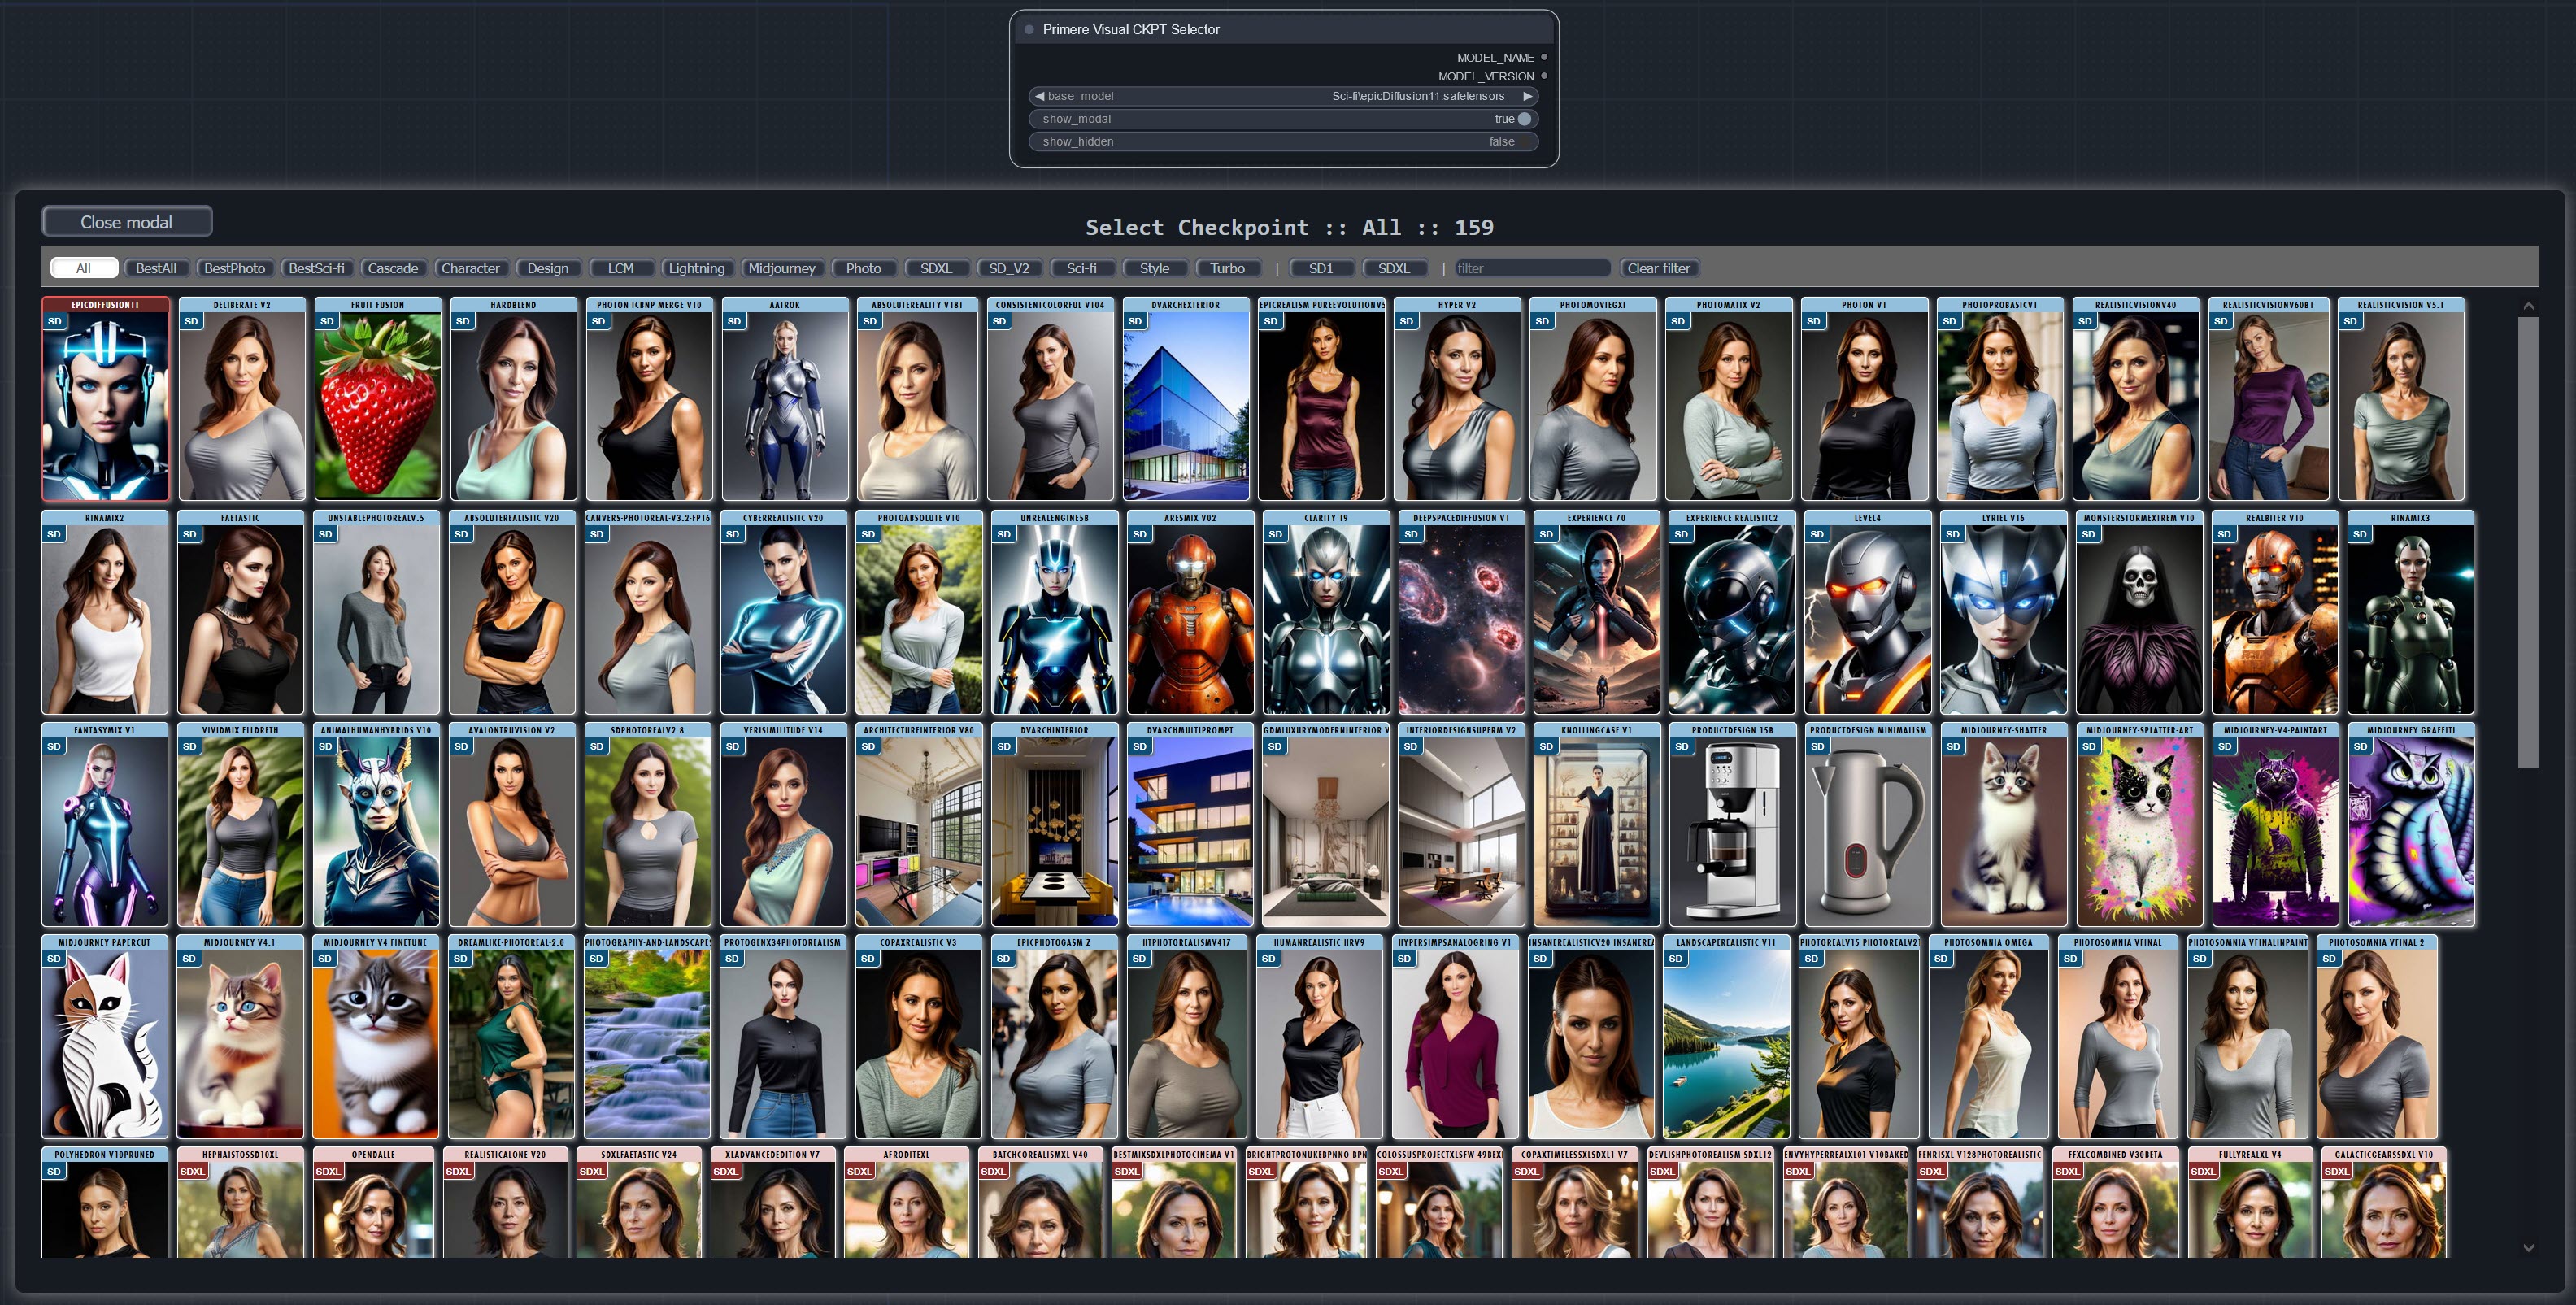 Primere Visual CKPT Selector
MODEL_NAME
MODEL_VERSION
base_model Sci-fi\epicDiffusion11.safetensors
show_modal true
show_hidden false
Close modal
Select Checkpoint :: All :: 159
All BestAll BestPhoto BestSci-fi Cascade Character Design LCM Lightning Midjourney Photo SDXL SD_V2 Sci-fi Style Turbo | SD1 SDXL | filter Clear filter
EPICDIFFUSION11 DELIBERATE V2 FRUIT FUSION HARDBLEND PHOTON ICBNP MERGE V10 AATROK ABSOLUTEREALITY V181 CONSISTENTCOLORFUL V104 DVARCHEXTERIOR EPICREALISM PUREEVOLUTIONV5 HYPER V2 PHOTOMOVIEGXI PHOTOMATIX V2 PHOTON V1 PHOTOPROBASICV1 REALISTICVISIONV40 REALISTICVISIONV60B1 REALISTICVISION V5.1
SD SD SD SD SD SD SD SD SD SD SD SD SD SD SD SD SD SD
RINAMIX2 FAETASTIC UNSTABLEPHOTOREALV.5 ABSOLUTEREALISTIC V20 CANVERS-PHOTOREAL-V3.2-FP16- CYBERREALISTIC V20 PHOTOABSOLUTE V10 UNREALENGINE5B ARESMIX V02 CLARITY 19 DEEPSPACEDIFFUSION V1 EXPERIENCE 70 EXPERIENCE REALISTIC2 LEVEL4 LYRIEL V16 MONSTERSTORMEXTREM V10 REALBITER V10 RINAMIX3
SD SD SD SD SD SD SD SD SD SD SD SD SD SD SD SD SD SD
FANTASYMIX V1 VIVIDMIX ELLDRETH ANIMALHUMANHYBRIDS V10 AVALONTRUVISION V2 SDPHOTOREALV2.8 VERISIMILITUDE V14 ARCHITECTUREINTERIOR V80 DVARCHINTERIOR DVARCHMULTIPROMPT GDMLUXURYMODERNINTERIOR V INTERIORDESIGNSUPERM V2 KNOLLINGCASE V1 PRODUCTDESIGN 15B PRODUCTDESIGN MINIMALISM MIDJOURNEY-SHATTER MIDJOURNEY-SPLATTER-ART MIDJOURNEY-V4-PAINTART MIDJOURNEY GRAFFITI
SD SD SD SD SD SD SD SD SD SD SD SD SD SD SD SD SD SD
MIDJOURNEY PAPERCUT MIDJOURNEY V4.1 MIDJOURNEY V4 FINETUNE DREAMLIKE-PHOTOREAL-2.0 PHOTOGRAPHY-AND-LANDSCAPES PROTOGENX34PHOTOREALISM COPAXREALISTIC V3 EPICPHOTOGASM Z HTPHOTOREALISMV417 HUMANREALISTIC HRV9 HYPERSIMPSANALOGRING V1 INSANEREALISTICV20 INSANEREA LANDSCAPEREALISTIC V11 PHOTOREALV15 PHOTOREALV21 PHOTOSOMNIA OMEGA PHOTOSOMNIA VFINAL PHOTOSOMNIA VFINALINPAINT PHOTOSOMNIA VFINAL 2
SD SD SD SD SD SD SD SD SD SD SD SD SD SD SD SD SD SD
POLYHEDRON V10PRUNED HEPHAISTOSSD10XL OPENDALLE REALISTICALONE V20 SDXLFAETASTIC V24 XLADVANCEDEDITION V7 AFRODITEXL BATCHCOREALISMXL V40 BESTMIXSDXLPHOTOCINEMA V1 BRIGHTPROTONUKEBPNNO BPN COLOSSUSPROJECTXLSFW 49BEXI COPAXTIMELESSXLSDXL1 V7 DEVLISHPHOTOREALISM SDXL12 ENVYHYPERREALXL01 V10BAKED FENRISXL V128PHOTOREALISTIC FFXLCOMBINED V30BETA FULLYREALXL V4 GALACTICGEARSSDXL V10
SD SDXL SDXL SDXL SDXL SDXL SDXL SDXL SDXL SDXL SDXL SDXL SDXL SDXL SDXL SDXL SDXL SDXL